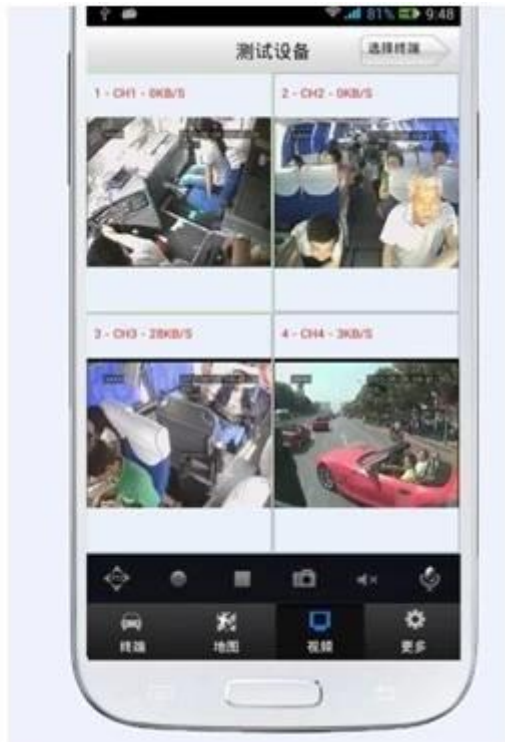 81% 9:48
测试设备
选择终端
1 - CH1 - 0KB/S
2 - CH2 - 0KB/S
3 - CH3 - 28KB/S
4 - CH4 - 3KB/S
终端
地图
视频
更多